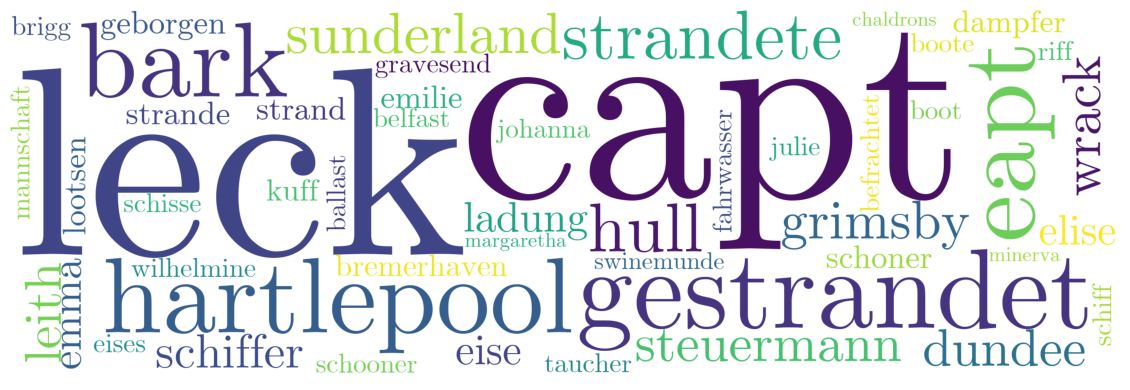 brigg
geborgen
bark
sunderland
strandete
chaldrons
dampfer
boote
riff
gravesend
leck
capt
eapt
wrack
mannschaft
strande
strand
emilie
belfast
johanna
julie
befrachtet
boot
lootsen
schisse
kuff
ballast
fahrwasser
ladung
margaretha
hull
grimsby
elise
leith
emma
wilhelmine
bremerhaven
swinemunde
schoner
minerva
hartlepool
gestrandet
schiff
eises
schiffer
schooner
eise
taucher
steuermann
dundee